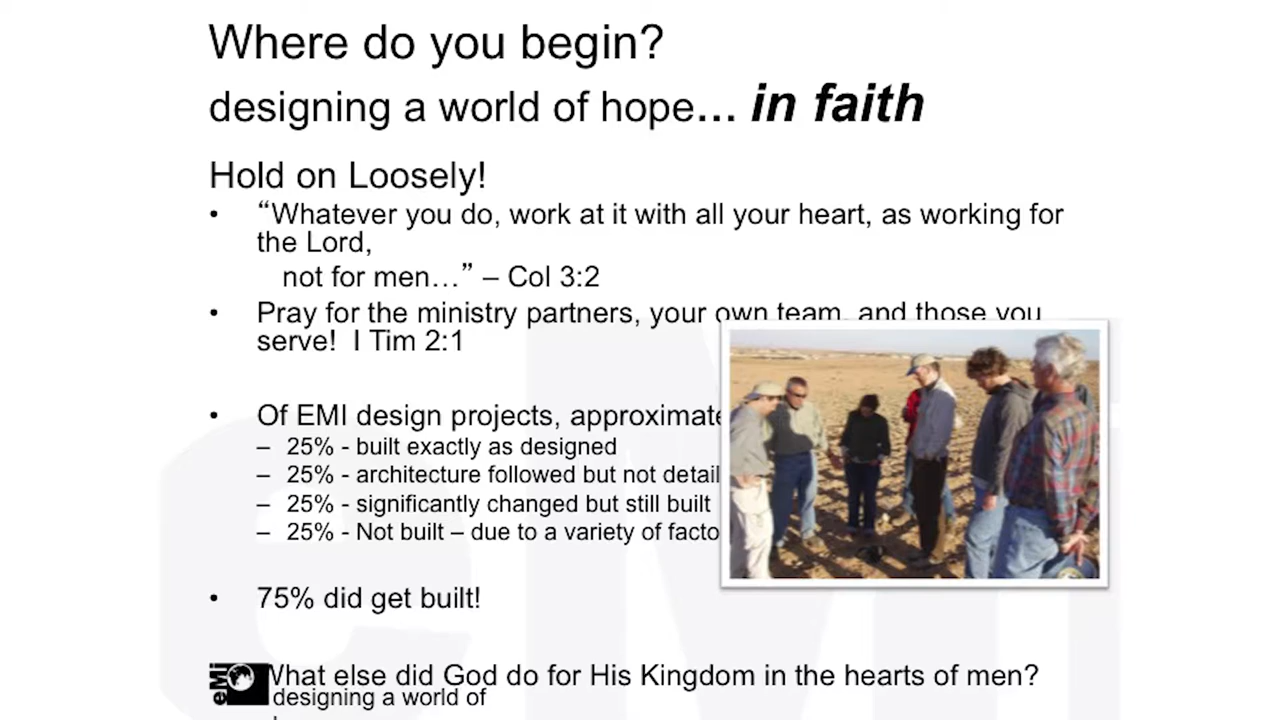 Where do you begin?
designing a world of hope... in faith
Hold on Loosely!
• “Whatever you do, work at it with all your heart, as working for
the Lord,
not for men…” – Col 3:2
• Pray for the ministry partners, your own team, and those you
serve! I Tim 2:1
• Of EMI design projects,
– 25% - built exactly as designed
– 25% - architecture followed but not
– 25% - significantly changed but still built
– 25% - Not built – due to a variety of
• 75% did get built!
What else did God do for His Kingdom in the hearts of men?
eMi
designing a world of